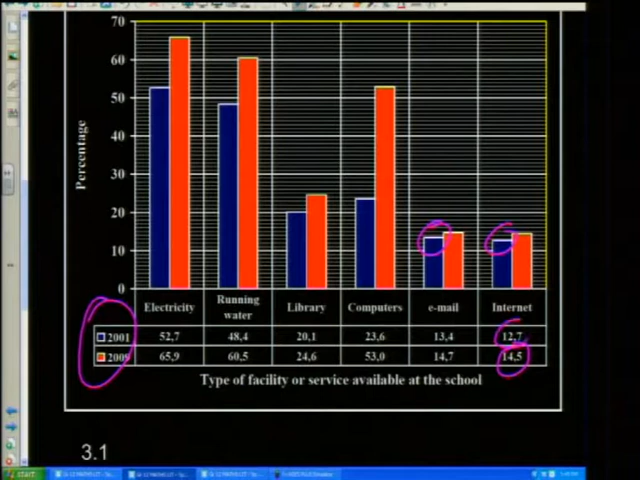 70
60
50
40
30
20
10
0
Percentage
Electricity Running water Library Computers e-mail Internet
2001 52,7 48,4 20,1 23,6 13,4 12,7
2009 65,9 60,5 24,6 53,0 14,7 14,5
Type of facility or service available at the school
3.1
start